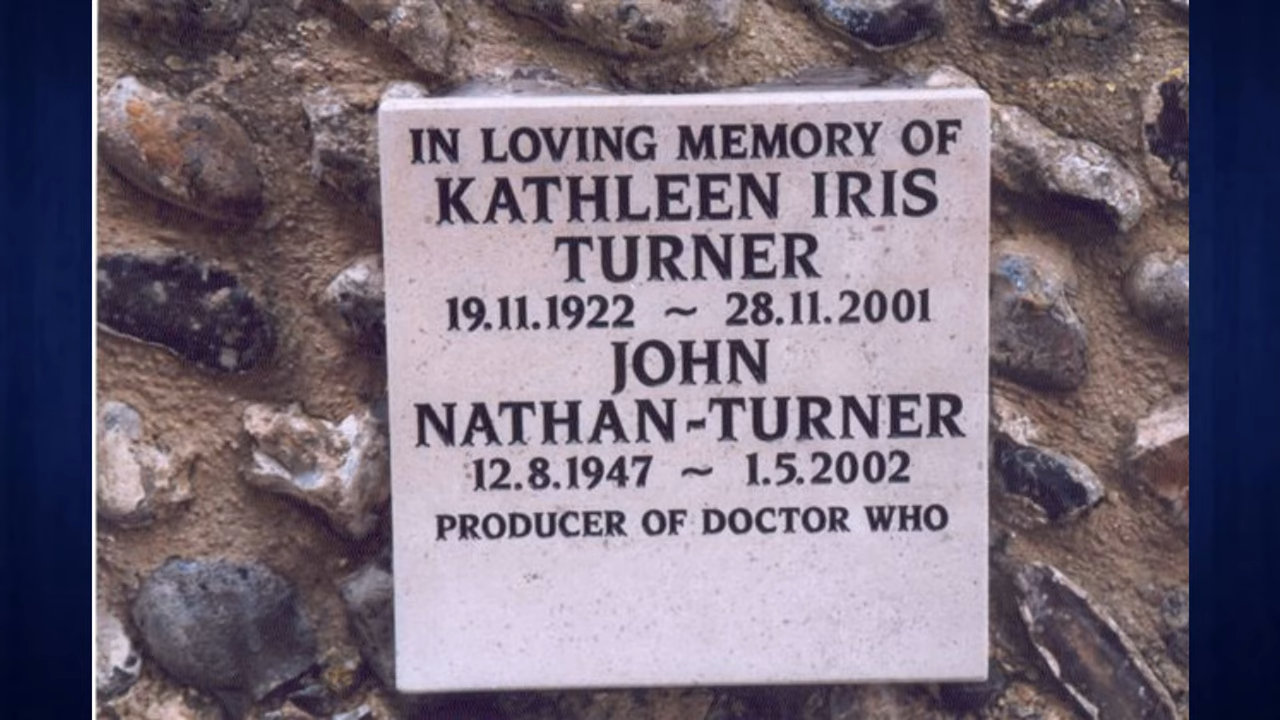 IN LOVING MEMORY OF
KATHLEEN IRIS
TURNER
19.11.1922 ~ 28.11.2001
JOHN
NATHAN-TURNER
12.8.1947 ~ 1.5.2002
PRODUCER OF DOCTOR WHO